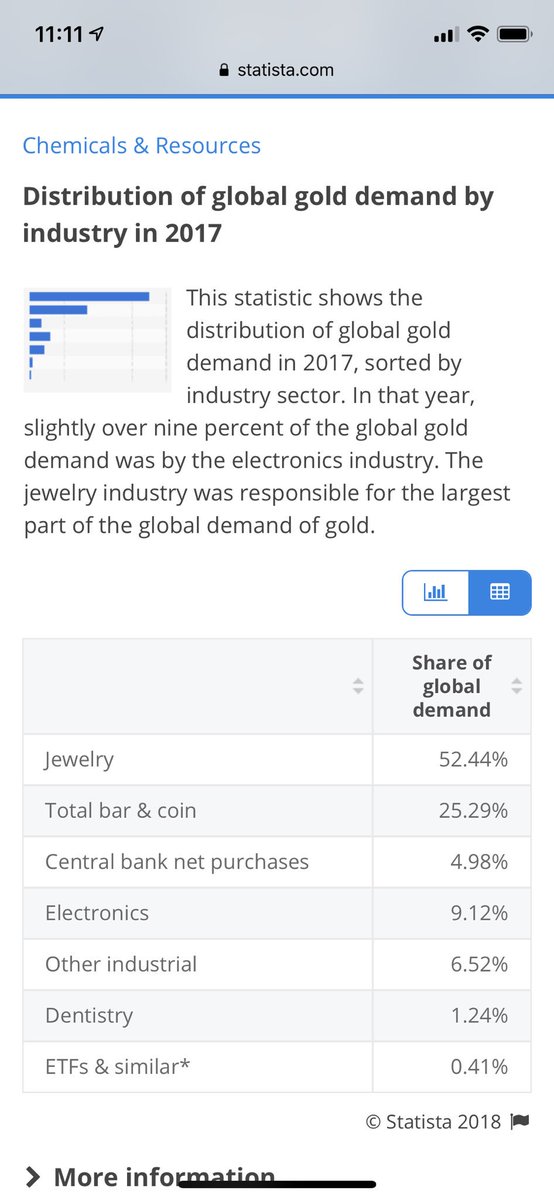 11:11
statista.com
Chemicals & Resources
Distribution of global gold demand by
industry in 2017
This statistic shows the
distribution of global gold
demand in 2017, sorted by
industry sector. In that year,
slightly over nine percent of the global gold
demand was by the electronics industry. The
jewelry industry was responsible for the largest
part of the global demand of gold.
Share of
global
demand
Jewelry 52.44%
Total bar & coin 25.29%
Central bank net purchases 4.98%
Electronics 9.12%
Other industrial 6.52%
Dentistry 1.24%
ETFs & similar* 0.41%
© Statista 2018
More information